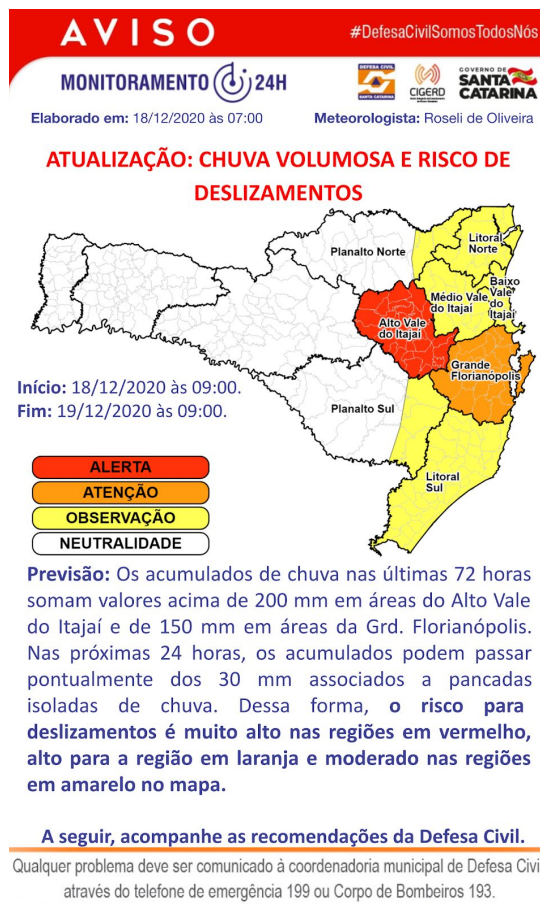 AVISO
#DefesaCivilSomosTodosNós
MONITORAMENTO 24H
DEFESA CIVIL
SANTA CATARINA
CIGERD
GOVERNO DE
SANTA
CATARINA
Elaborado em: 18/12/2020 às 07:00
Meteorologista: Roseli de Oliveira
ATUALIZAÇÃO: CHUVA VOLUMOSA E RISCO DE
DESLIZAMENTOS
Planalto Norte
Litoral
Norte
Baixo
Vale
do
Itajaí
Médio Vale
do Itajaí
Alto Vale
do Itajaí
Grande
Florianópolis
Planalto Sul
Litoral
Sul
Início: 18/12/2020 às 09:00.
Fim: 19/12/2020 às 09:00.
ALERTA
ATENÇÃO
OBSERVAÇÃO
NEUTRALIDADE
Previsão: Os acumulados de chuva nas últimas 72 horas
somam valores acima de 200 mm em áreas do Alto Vale
do Itajaí e de 150 mm em áreas da Grd. Florianópolis.
Nas próximas 24 horas, os acumulados podem passar
pontualmente dos 30 mm associados a pancadas
isoladas de chuva. Dessa forma, o risco para
deslizamentos é muito alto nas regiões em vermelho,
alto para a região em laranja e moderado nas regiões
em amarelo no mapa.
A seguir, acompanhe as recomendações da Defesa Civil.
Qualquer problema deve ser comunicado à coordenadoria municipal de Defesa Civi
através do telefone de emergência 199 ou Corpo de Bombeiros 193.